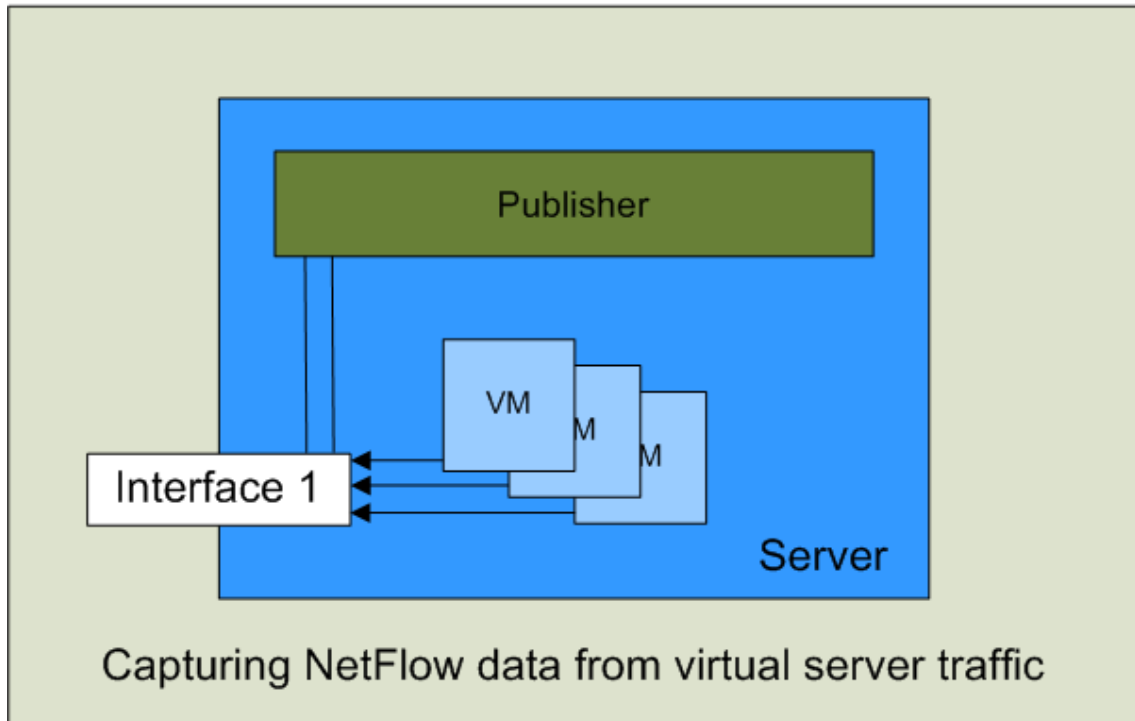 Publisher
VM
M
M
Interface 1
Server
Capturing NetFlow data from virtual server traffic